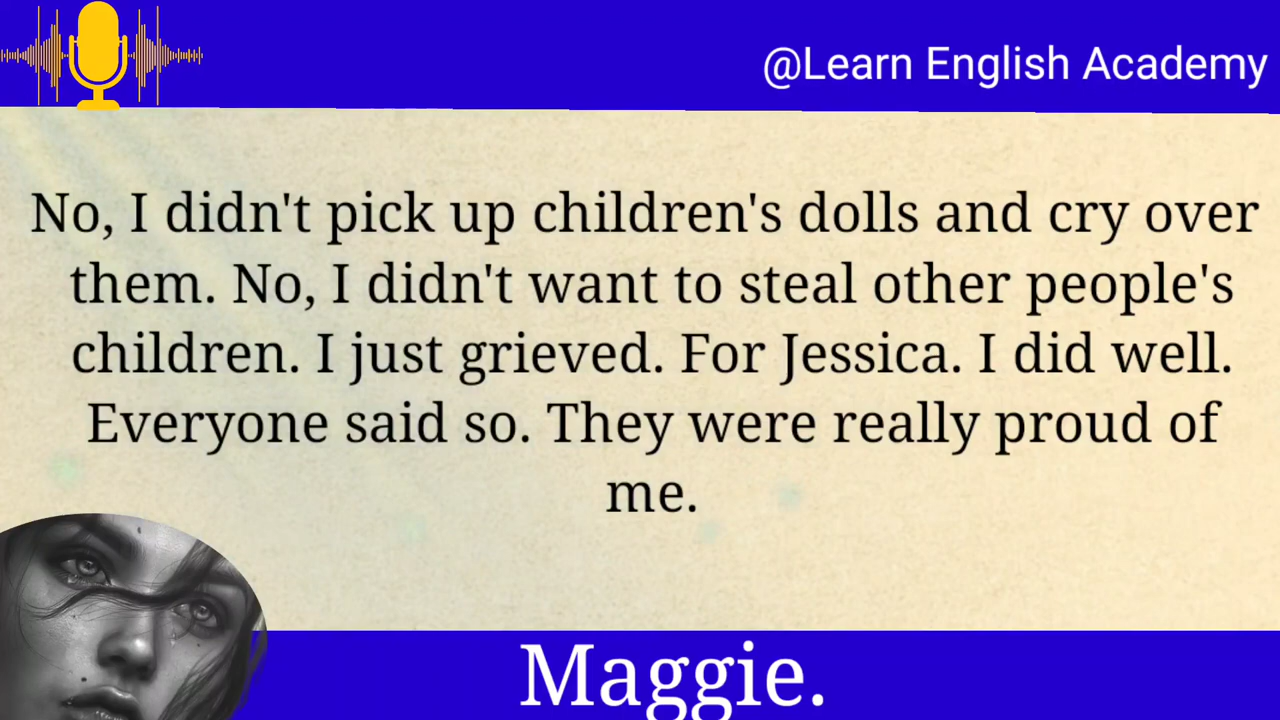 @Learn English Academy
No, I didn't pick up children's dolls and cry over
them. No, I didn't want to steal other people's
children. I just grieved. For Jessica. I did well.
Everyone said so. They were really proud of
me.
Maggie.